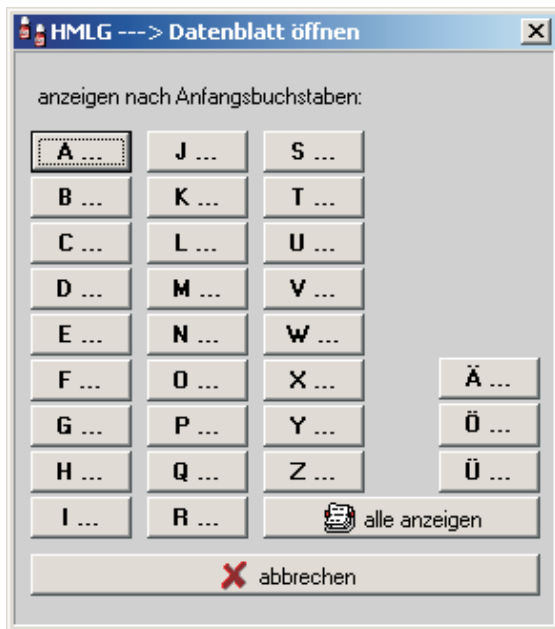 HMLG ---> Datenblatt öffnen
anzeigen nach Anfangsbuchstaben:
A ... J ... S ...
B ... K ... T ...
C ... L ... U ...
D ... M ... V ...
E ... N ... W ...
F ... O ... X ... Ä ...
G ... P ... Y ... Ö ...
H ... Q ... Z ... Ü ...
I ... R ... alle anzeigen
abbrechen